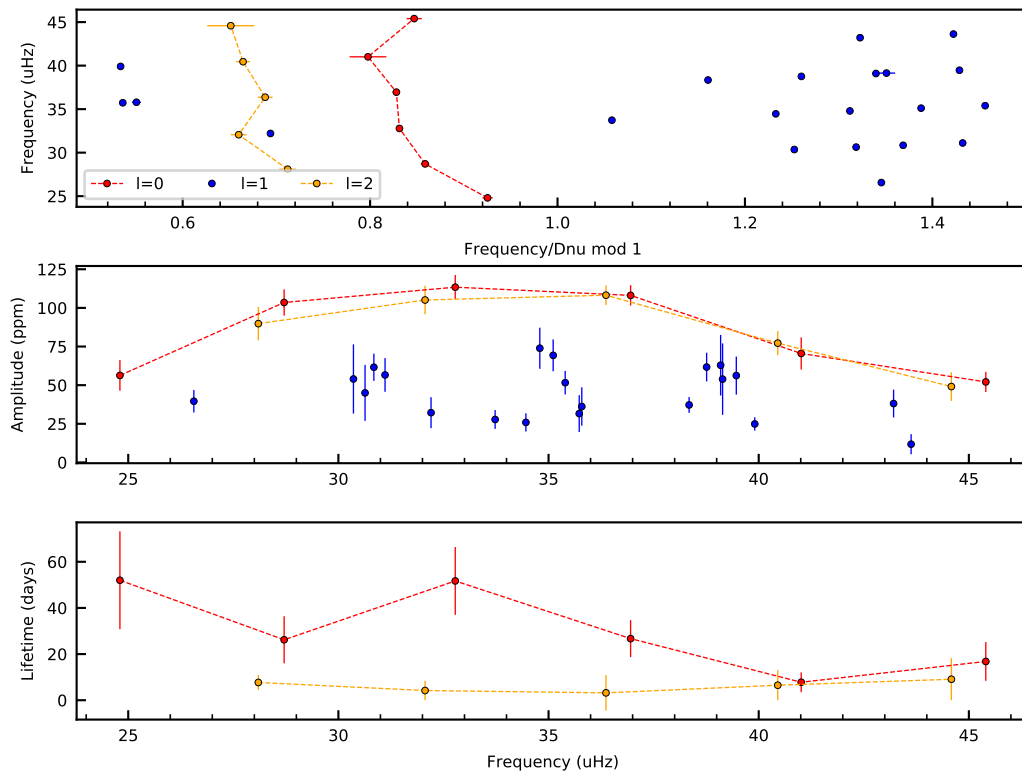 45
40
35
30
25
Frequency (uHz)
l=0 l=1 l=2
0.6 0.8 1.0 1.2 1.4
Frequency/Dnu mod 1
125
100
75
50
25
0
Amplitude (ppm)
25 30 35 40 45
60
40
20
0
Lifetime (days)
25 30 35 40 45
Frequency (uHz)